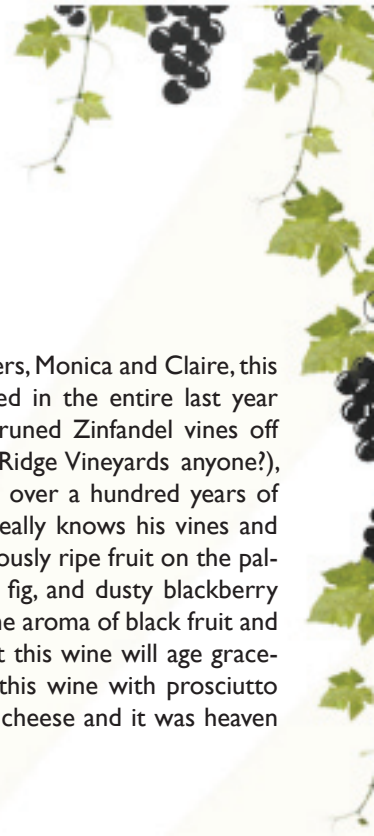 ers, Monica and Claire, this
ed in the entire last year
runed Zinfandel vines off
Ridge Vineyards anyone?),
over a hundred years of
eally knows his vines and
ously ripe fruit on the pal-
fig, and dusty blackberry
ne aroma of black fruit and
t this wine will age grace-
this wine with prosciutto
cheese and it was heaven